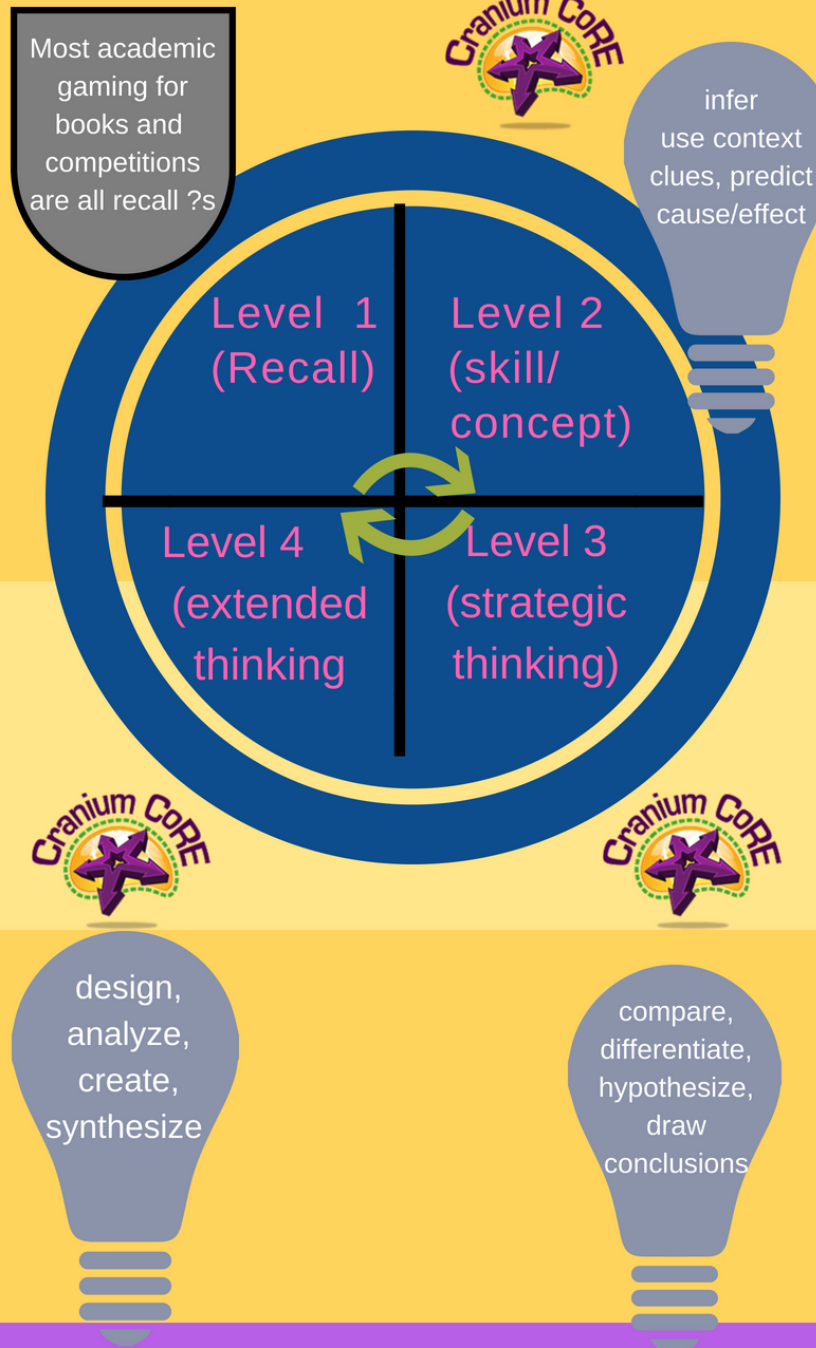 Most academic
gaming for
books and
competitions
are all recall ?s
Cranium CoRE
infer
use context
clues, predict
cause/effect
Level 1
(Recall)
Level 2
(skill/
concept)
Level 4
(extended
thinking
Level 3
(strategic
thinking)
Cranium CoRE
Cranium CoRE
design,
analyze,
create,
synthesize
compare,
differentiate,
hypothesize,
draw
conclusions